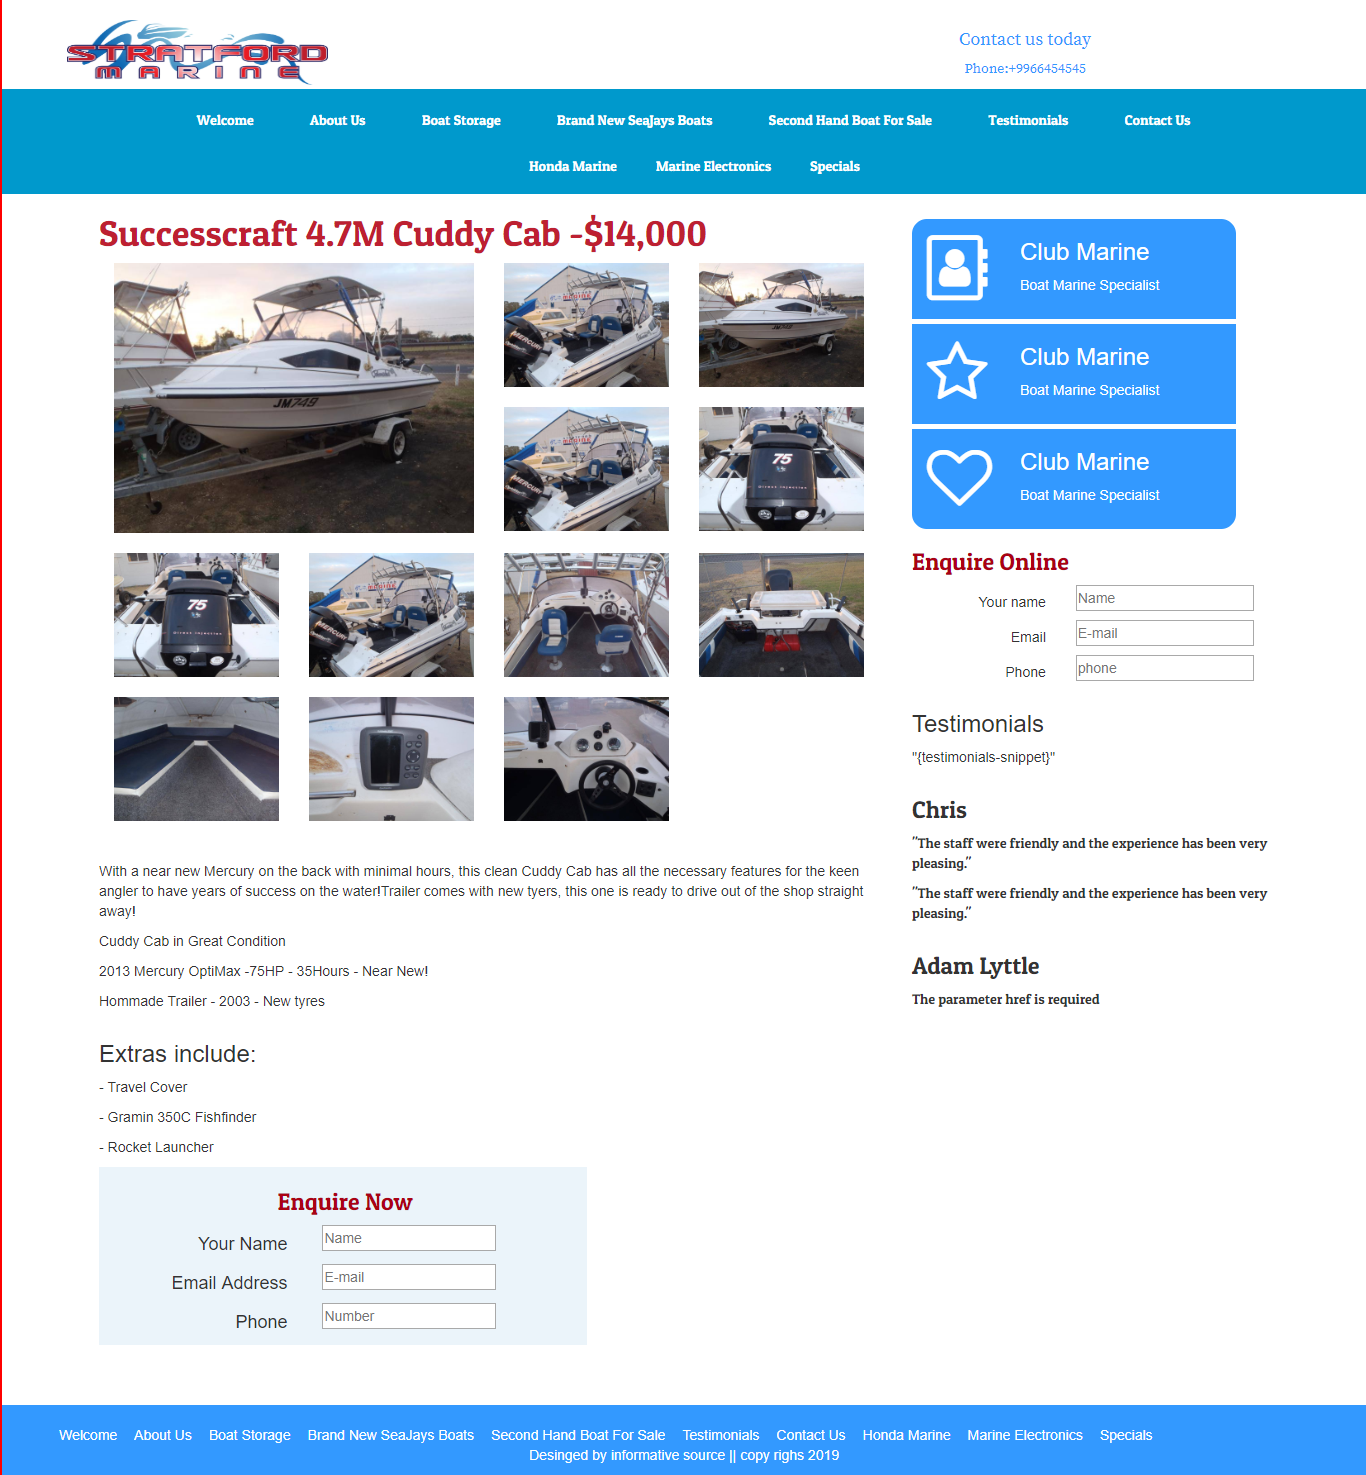 STRATFORD
MARINE
Contact us today
Phone:+9966454545
Welcome About Us Boat Storage Brand New SeaJays Boats Second Hand Boat For Sale Testimonials Contact Us
Honda Marine Marine Electronics Specials
Successcraft 4.7M Cuddy Cab -$14,000
JM749
MERCURY
JM749
MERCURY
75
75
MERCURY
Club Marine
Boat Marine Specialist
Club Marine
Boat Marine Specialist
Club Marine
Boat Marine Specialist
Enquire Online
Your name Name
Email E-mail
Phone phone
Testimonials
"{testimonials-snippet}"
Chris
"The staff were friendly and the experience has been very
pleasing."
"The staff were friendly and the experience has been very
pleasing."
Adam Lyttle
The parameter href is required
With a near new Mercury on the back with minimal hours, this clean Cuddy Cab has all the necessary features for the keen
angler to have years of success on the water!Trailer comes with new tyers, this one is ready to drive out of the shop straight
away!
Cuddy Cab in Great Condition
2013 Mercury OptiMax -75HP - 35Hours - Near New!
Hommade Trailer - 2003 - New tyres
Extras include:
- Travel Cover
- Gramin 350C Fishfinder
- Rocket Launcher
Enquire Now
Your Name Name
Email Address E-mail
Phone Number
Welcome About Us Boat Storage Brand New SeaJays Boats Second Hand Boat For Sale Testimonials Contact Us Honda Marine Marine Electronics Specials
Desinged by informative source || copy righs 2019